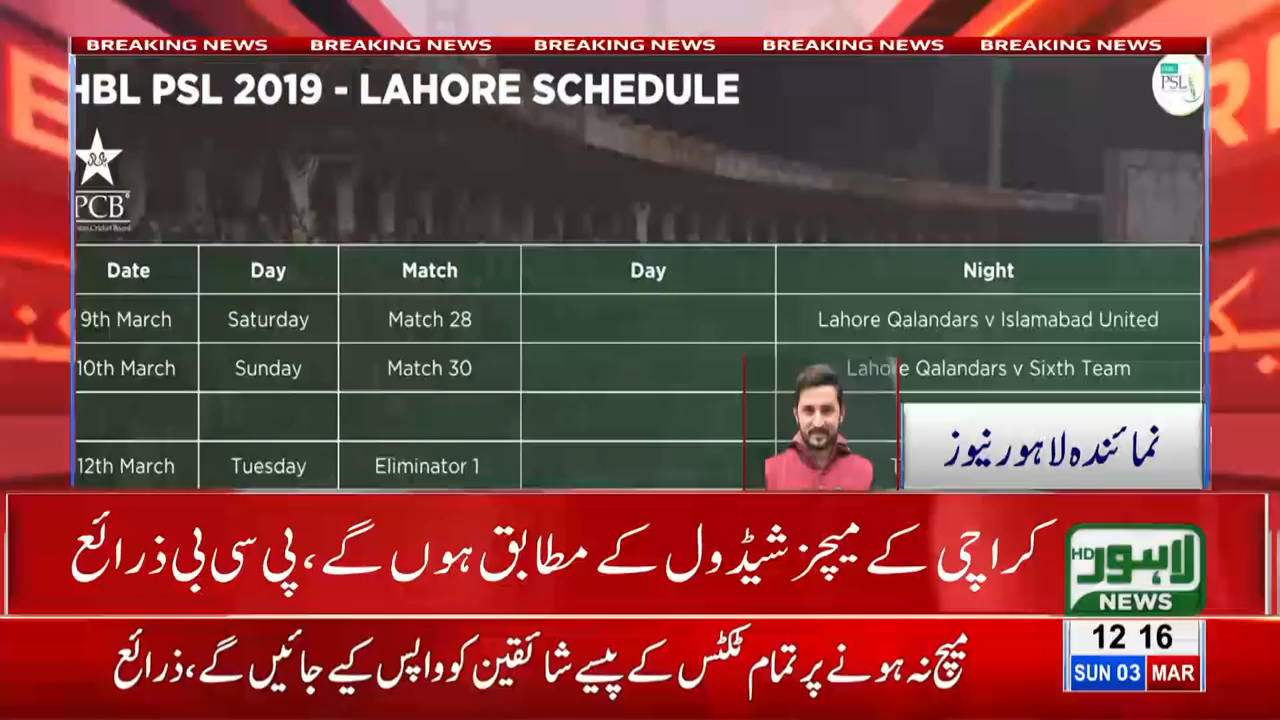 BREAKING NEWS BREAKING NEWS BREAKING NEWS BREAKING NEWS BREAKING NEWS
HBL PSL 2019 - LAHORE SCHEDULE
PSL
PCB
Date Day Match Day Night
9th March Saturday Match 28 Lahore Qalandars v Islamabad United
10th March Sunday Match 30 Lahore Qalandars v Sixth Team
12th March Tuesday Eliminator 1
نمائندہ لاہور نیوز
کراچی کے میچز شیڈول کے مطابق ہوں گے، پی سی بی ذرائع
HD لاہور
NEWS
میچ نہ ہونے پر تمام ٹکٹس کے پیسے شائقین کو واپس کیے جائیں گے، ذرائع
12 16
SUN 03 MAR